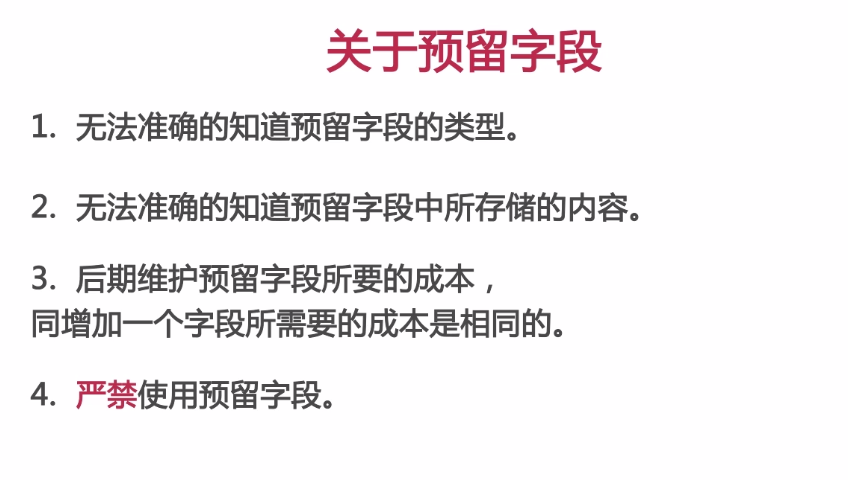 关于预留字段
1. 无法准确的知道预留字段的类型。
2. 无法准确的知道预留字段中所存储的内容。
3. 后期维护预留字段所要的成本，
同增加一个字段所需要的成本是相同的。
4. 严禁使用预留字段。